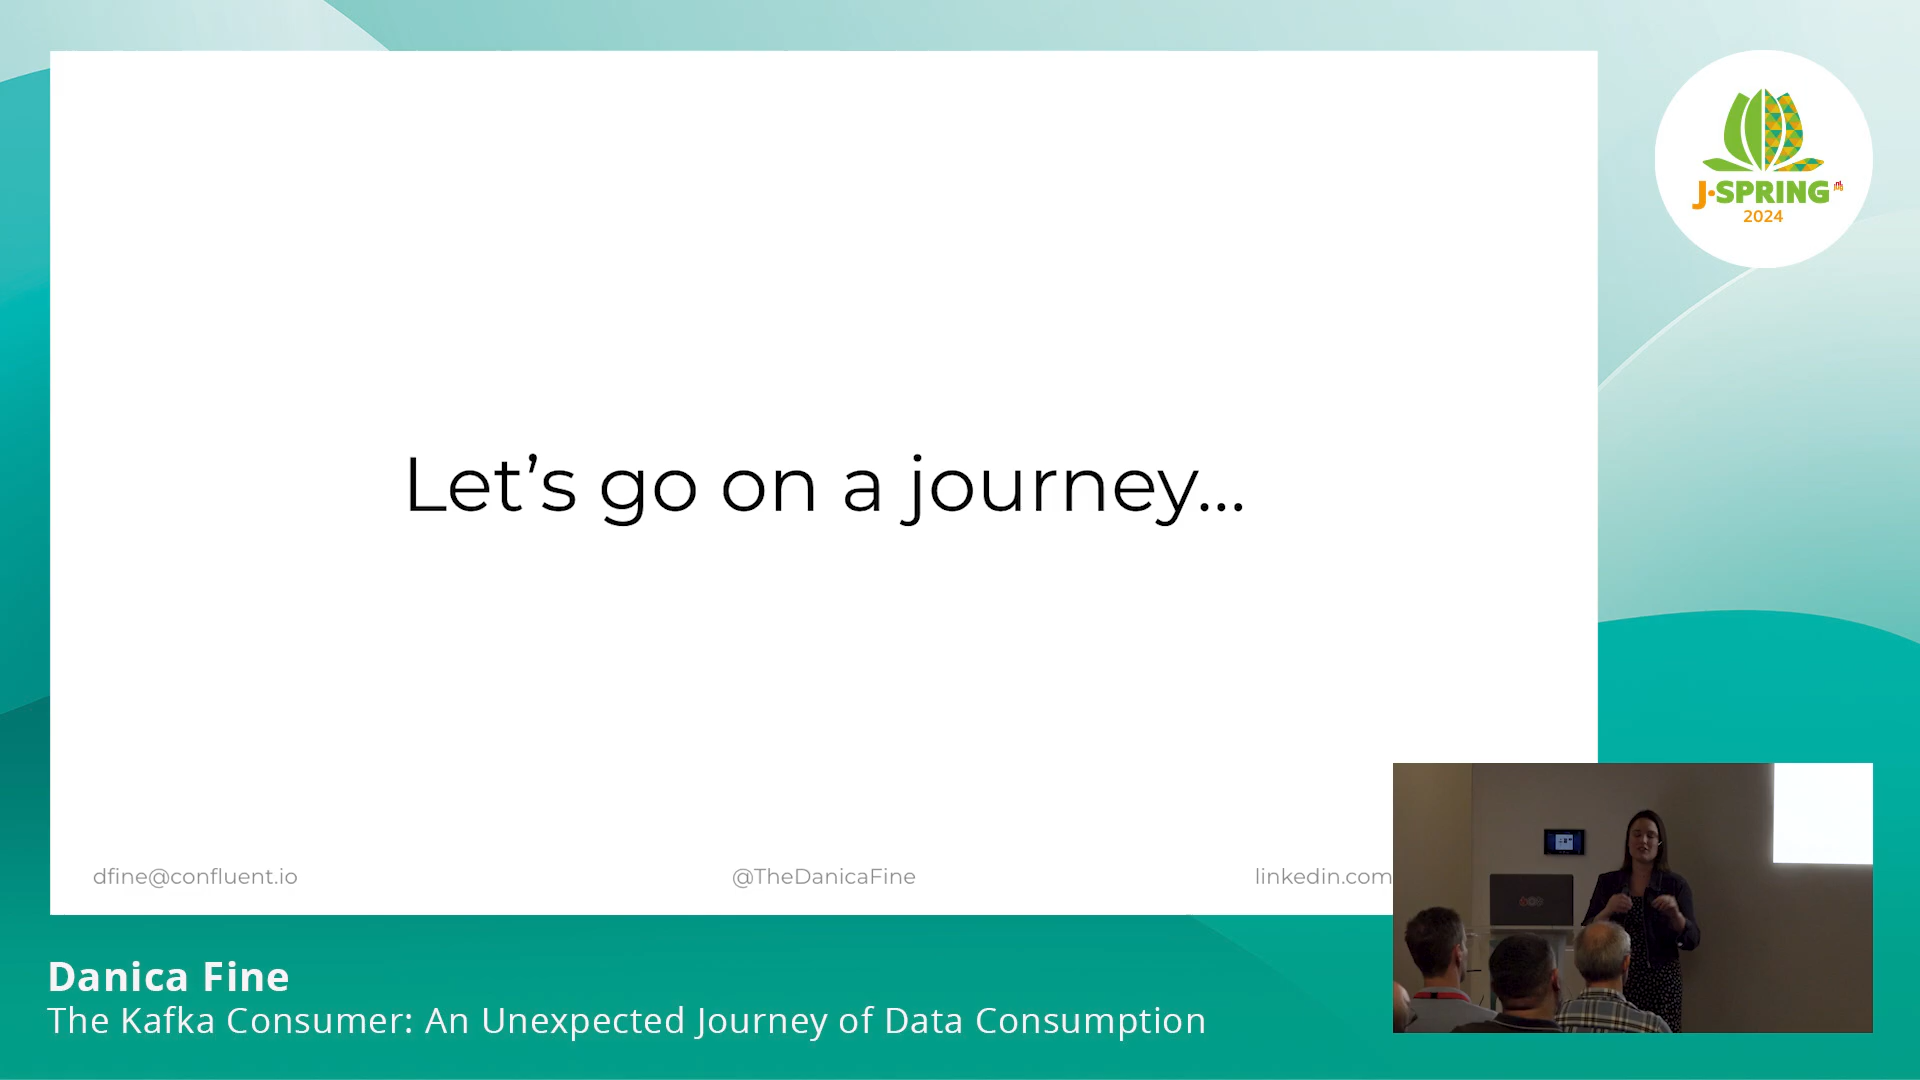 J-SPRING
2024
Let’s go on a journey...
dfine@confluent.io
@TheDanicaFine
linkedin.com
Danica Fine
The Kafka Consumer: An Unexpected Journey of Data Consumption